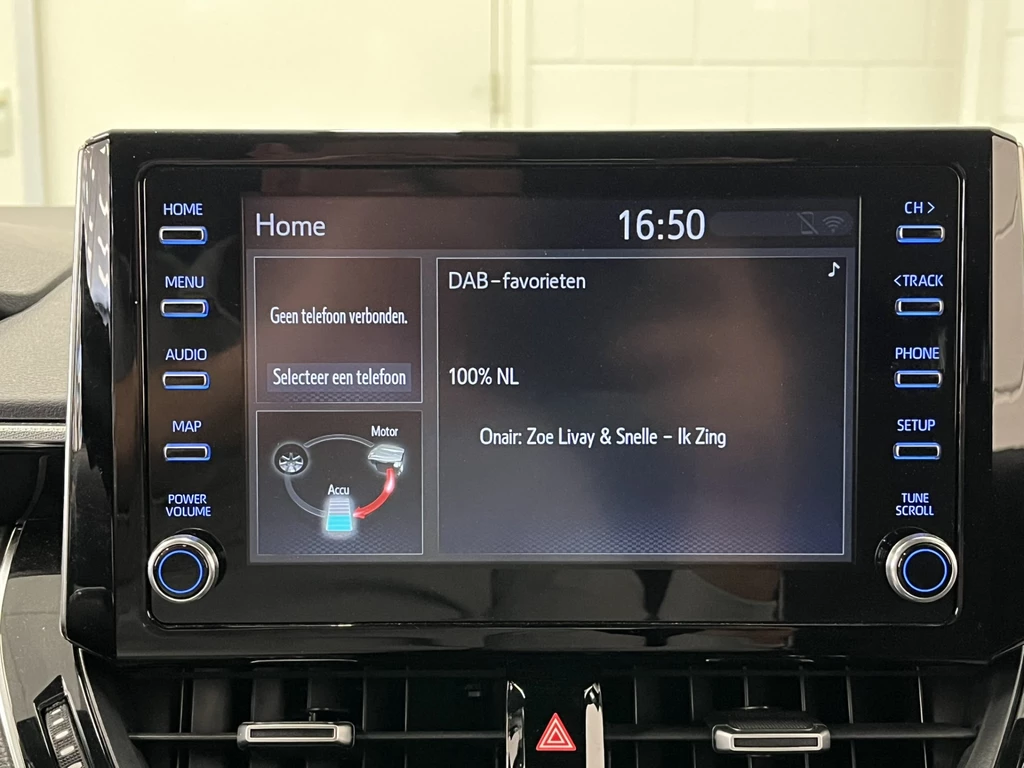 HOME
MENU
AUDIO
MAP
POWER
VOLUME
Home
16:50
Geen telefoon verbonden.
Selecteer een telefoon
Motor
Accu
DAB-favorieten
100% NL
Onair: Zoe Livay & Snelle - Ik Zing
CH >
<TRACK
PHONE
SETUP
TUNE
SCROLL